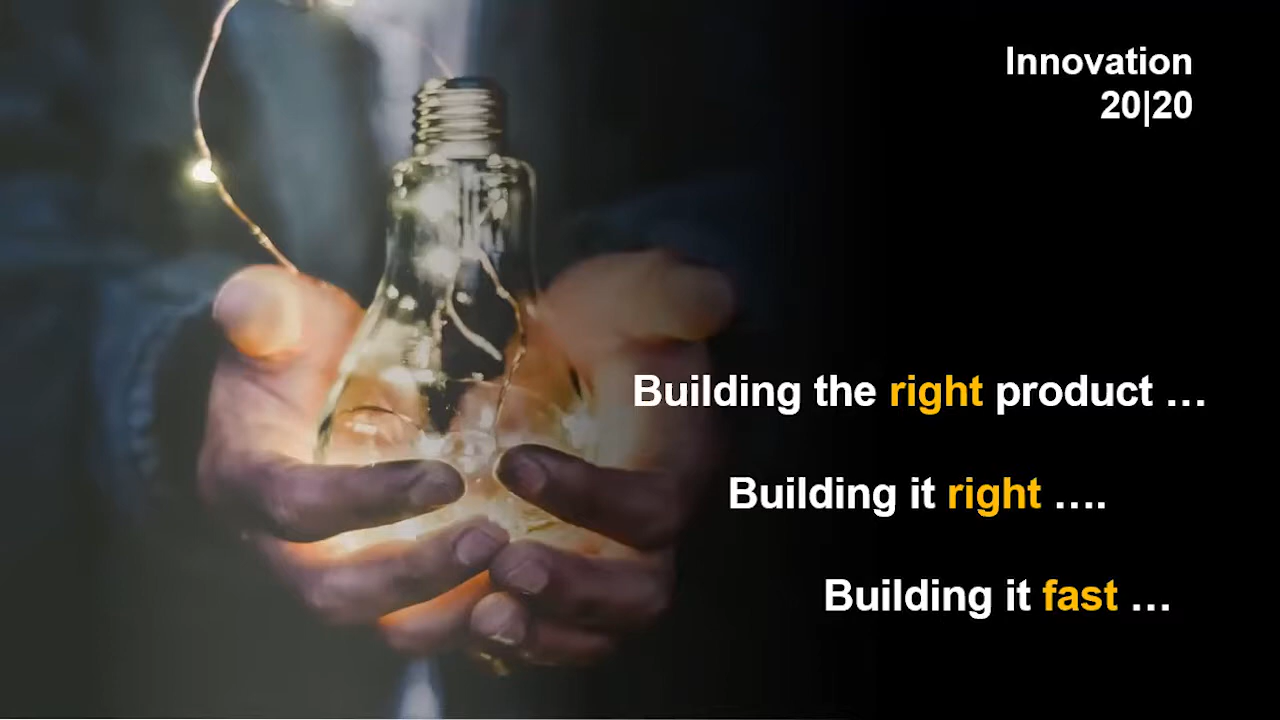 Innovation
20|20
Building the right product …
Building it right ….
Building it fast …